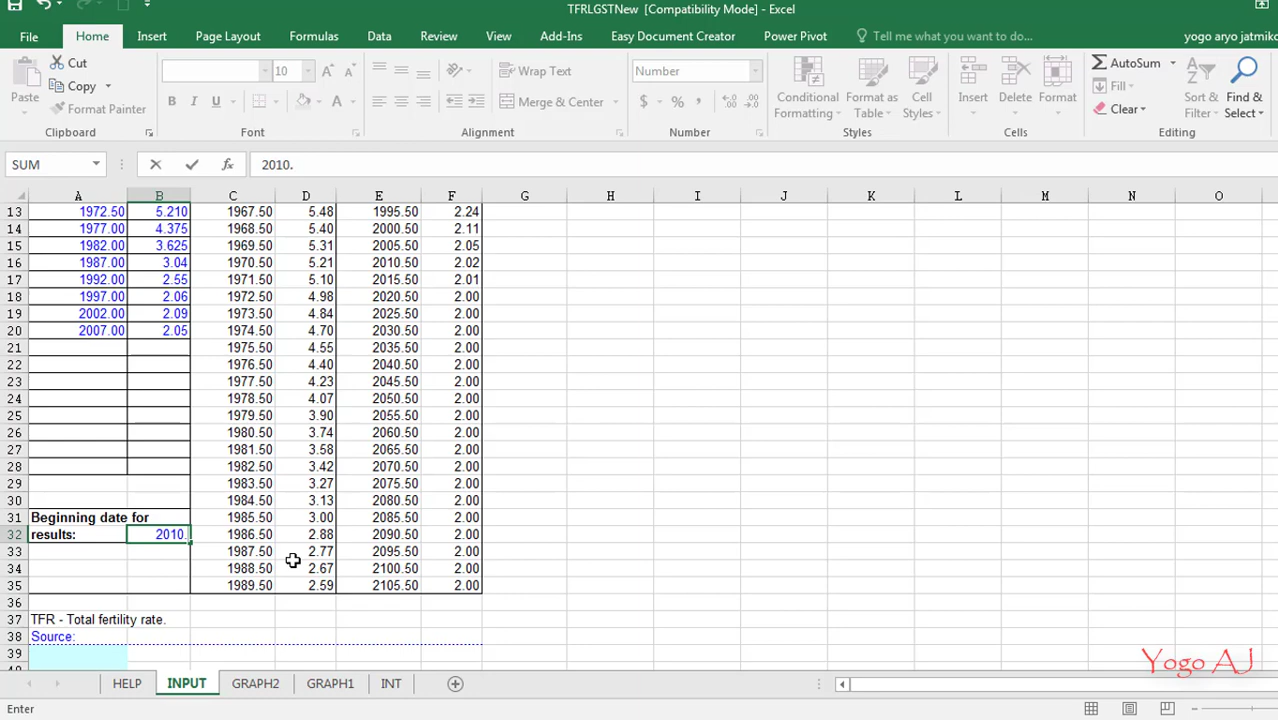 TFRLGSTNew [Compatibility Mode] - Excel
File Home Insert Page Layout Formulas Data Review View Add-Ins Easy Document Creator Power Pivot Tell me what you want to do... yogo aryo jatmiko
Paste Cut Copy Format Painter Clipboard
10 B I U A A A Font
Wrap Text Merge & Center Alignment
Number $ % , Number
Conditional Formatting Format as Table Cell Styles Styles
Insert Delete Format Cells
AutoSum Fill Clear Sort & Filter Find & Select Editing
SUM fx 2010.
A B C D E F G H I J K L M N O
13 1972.50 5.210 1967.50 5.48 1995.50 2.24
14 1977.00 4.375 1968.50 5.40 2000.50 2.11
15 1982.00 3.625 1969.50 5.31 2005.50 2.05
16 1987.00 3.04 1970.50 5.21 2010.50 2.02
17 1992.00 2.55 1971.50 5.10 2015.50 2.01
18 1997.00 2.06 1972.50 4.98 2020.50 2.00
19 2002.00 2.09 1973.50 4.84 2025.50 2.00
20 2007.00 2.05 1974.50 4.70 2030.50 2.00
21 1975.50 4.55 2035.50 2.00
22 1976.50 4.40 2040.50 2.00
23 1977.50 4.23 2045.50 2.00
24 1978.50 4.07 2050.50 2.00
25 1979.50 3.90 2055.50 2.00
26 1980.50 3.74 2060.50 2.00
27 1981.50 3.58 2065.50 2.00
28 1982.50 3.42 2070.50 2.00
29 1983.50 3.27 2075.50 2.00
30 1984.50 3.13 2080.50 2.00
31 Beginning date for 1985.50 3.00 2085.50 2.00
32 results: 2010. 1986.50 2.88 2090.50 2.00
33 1987.50 2.77 2095.50 2.00
34 1988.50 2.67 2100.50 2.00
35 1989.50 2.59 2105.50 2.00
36
37 TFR - Total fertility rate.
38 Source:
39
Yogo AJ
HELP INPUT GRAPH2 GRAPH1 INT
Enter